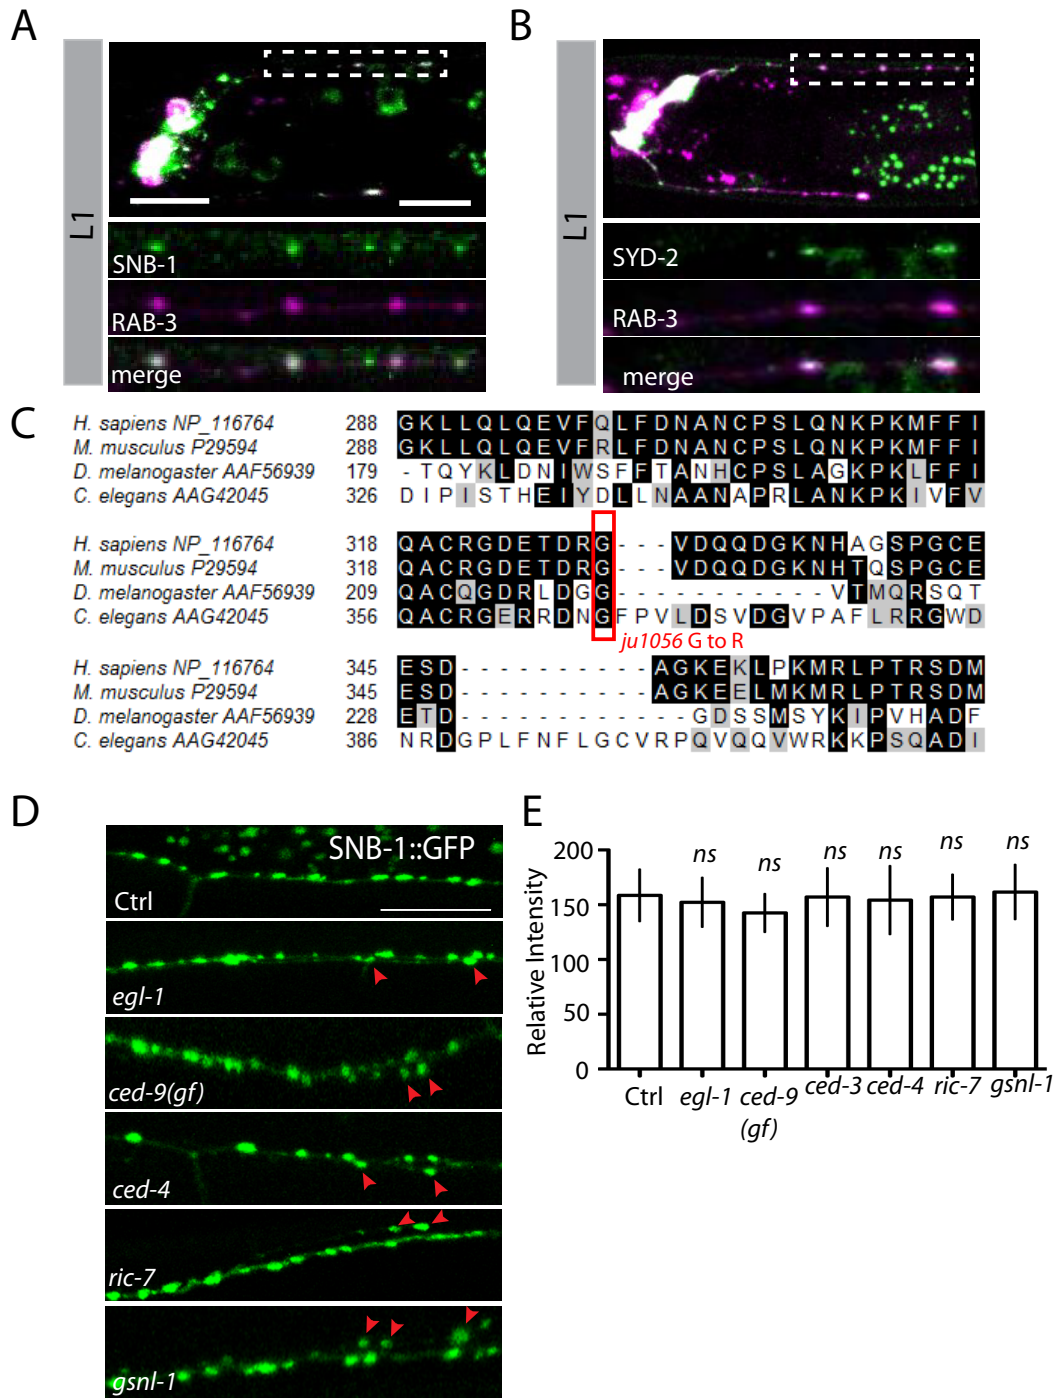 A
B
L1
L1
SNB-1
RAB-3
merge
SYD-2
RAB-3
merge
C
H. sapiens NP_116764 288 GKLLQLQEVFQLFDNANCPSLQNKPKMFFI
M. musculus P29594 288 GKLLQLQEVFRLFDNANCPSLQNKPKMFFI
D. melanogaster AAF56939 179 -TQYKLDNIWSFFTANHCPSLAGKPKLFFI
C. elegans AAG42045 326 DIPISTHEIYDLLNAANAPRLANKPKIVFV
H. sapiens NP_116764 318 QACRGDETDRG---VDQQDGKNHAGSPGCE
M. musculus P29594 318 QACRGDETDRG---VDQQDGKNHTQSPGCE
D. melanogaster AAF56939 209 QACQGDRLDGG-----------VTMQRSQT
C. elegans AAG42045 356 QACRGERRDNGFPVLDSVDGVPAFLRRGWD
ju1056 G to R
H. sapiens NP_116764 345 ESD----------AGKEKLPKMRLPTRSDM
M. musculus P29594 345 ESD----------AGKEELMKMRLPTRSDM
D. melanogaster AAF56939 228 ETD------------GDSSMSYKIPVHADF
C. elegans AAG42045 386 NRDGPLFNFLGCVRPQVQQVWRKKPSQADI
D
SNB-1::GFP
Ctrl
egl-1
ced-9(gf)
ced-4
ric-7
gsnl-1
E
Relative Intensity
200
150
100
50
0
ns ns ns ns ns ns
Ctrl egl-1 ced-9 (gf) ced-3 ced-4 ric-7 gsnl-1